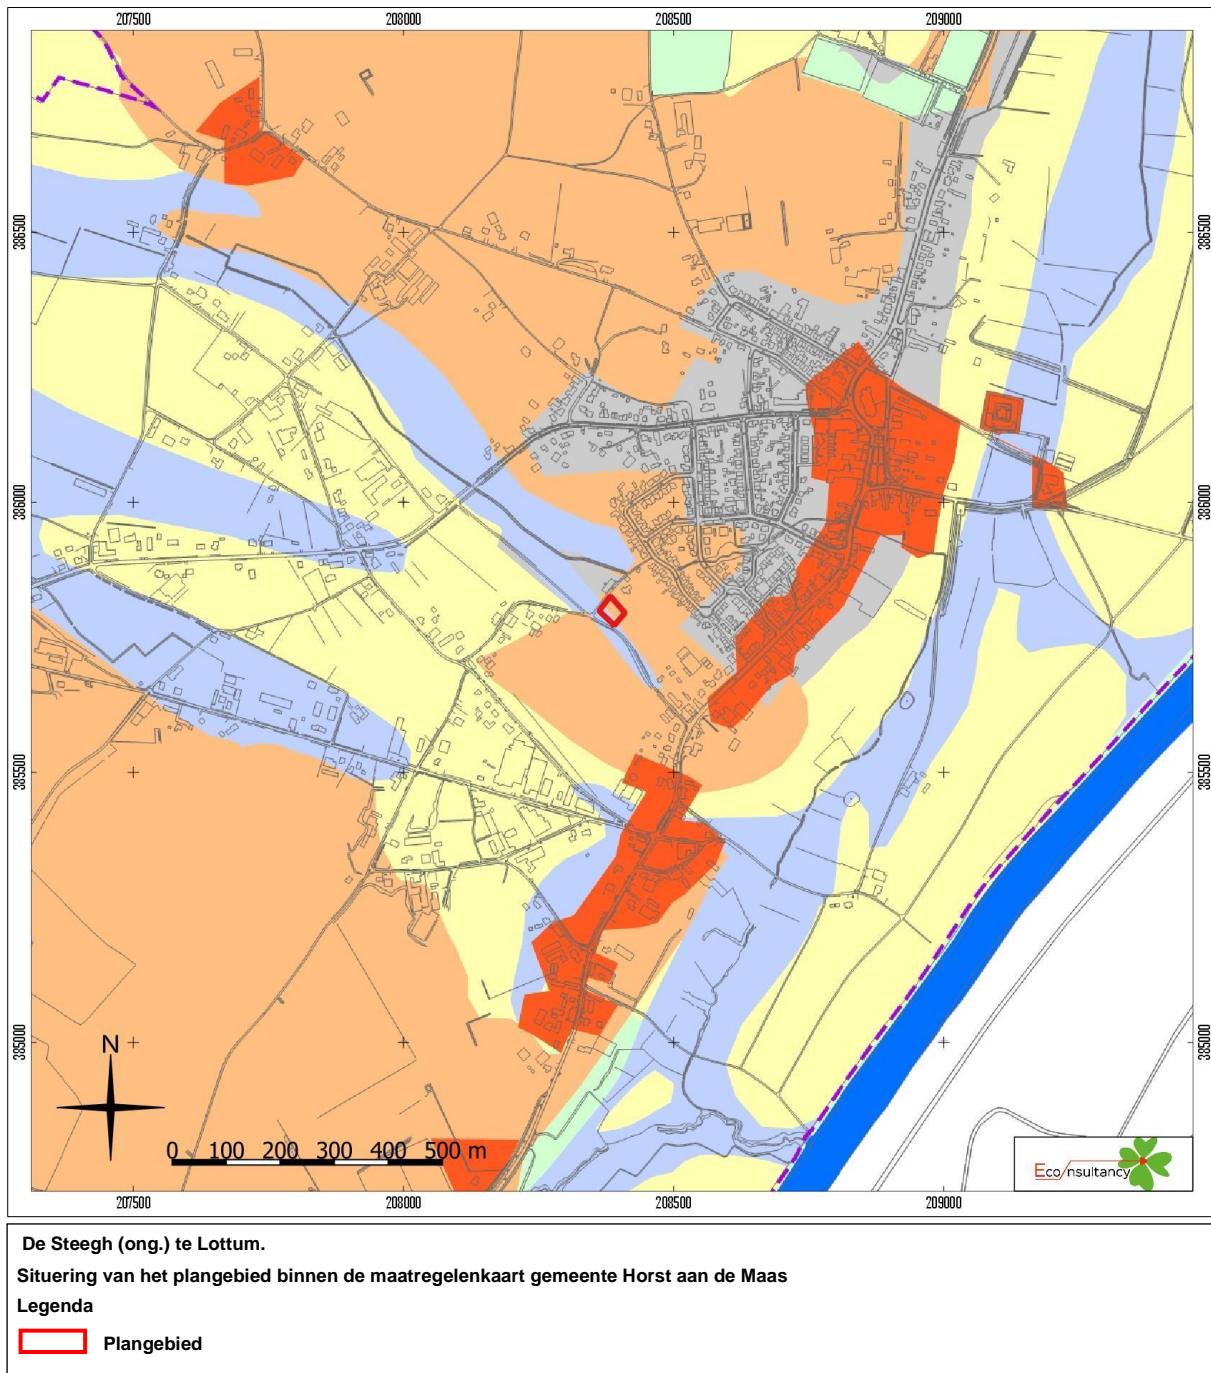 207500 208000 208500 209000
386500 386500
386000 386000
385500 385500
385000 385000
N
0 100 200 300 400 500 m
Eco/nsultancy
207500 208000 208500 209000
De Steegh (ong.) te Lottum.
Situering van het plangebied binnen de maatregelenkaart gemeente Horst aan de Maas
Legenda
Plangebied